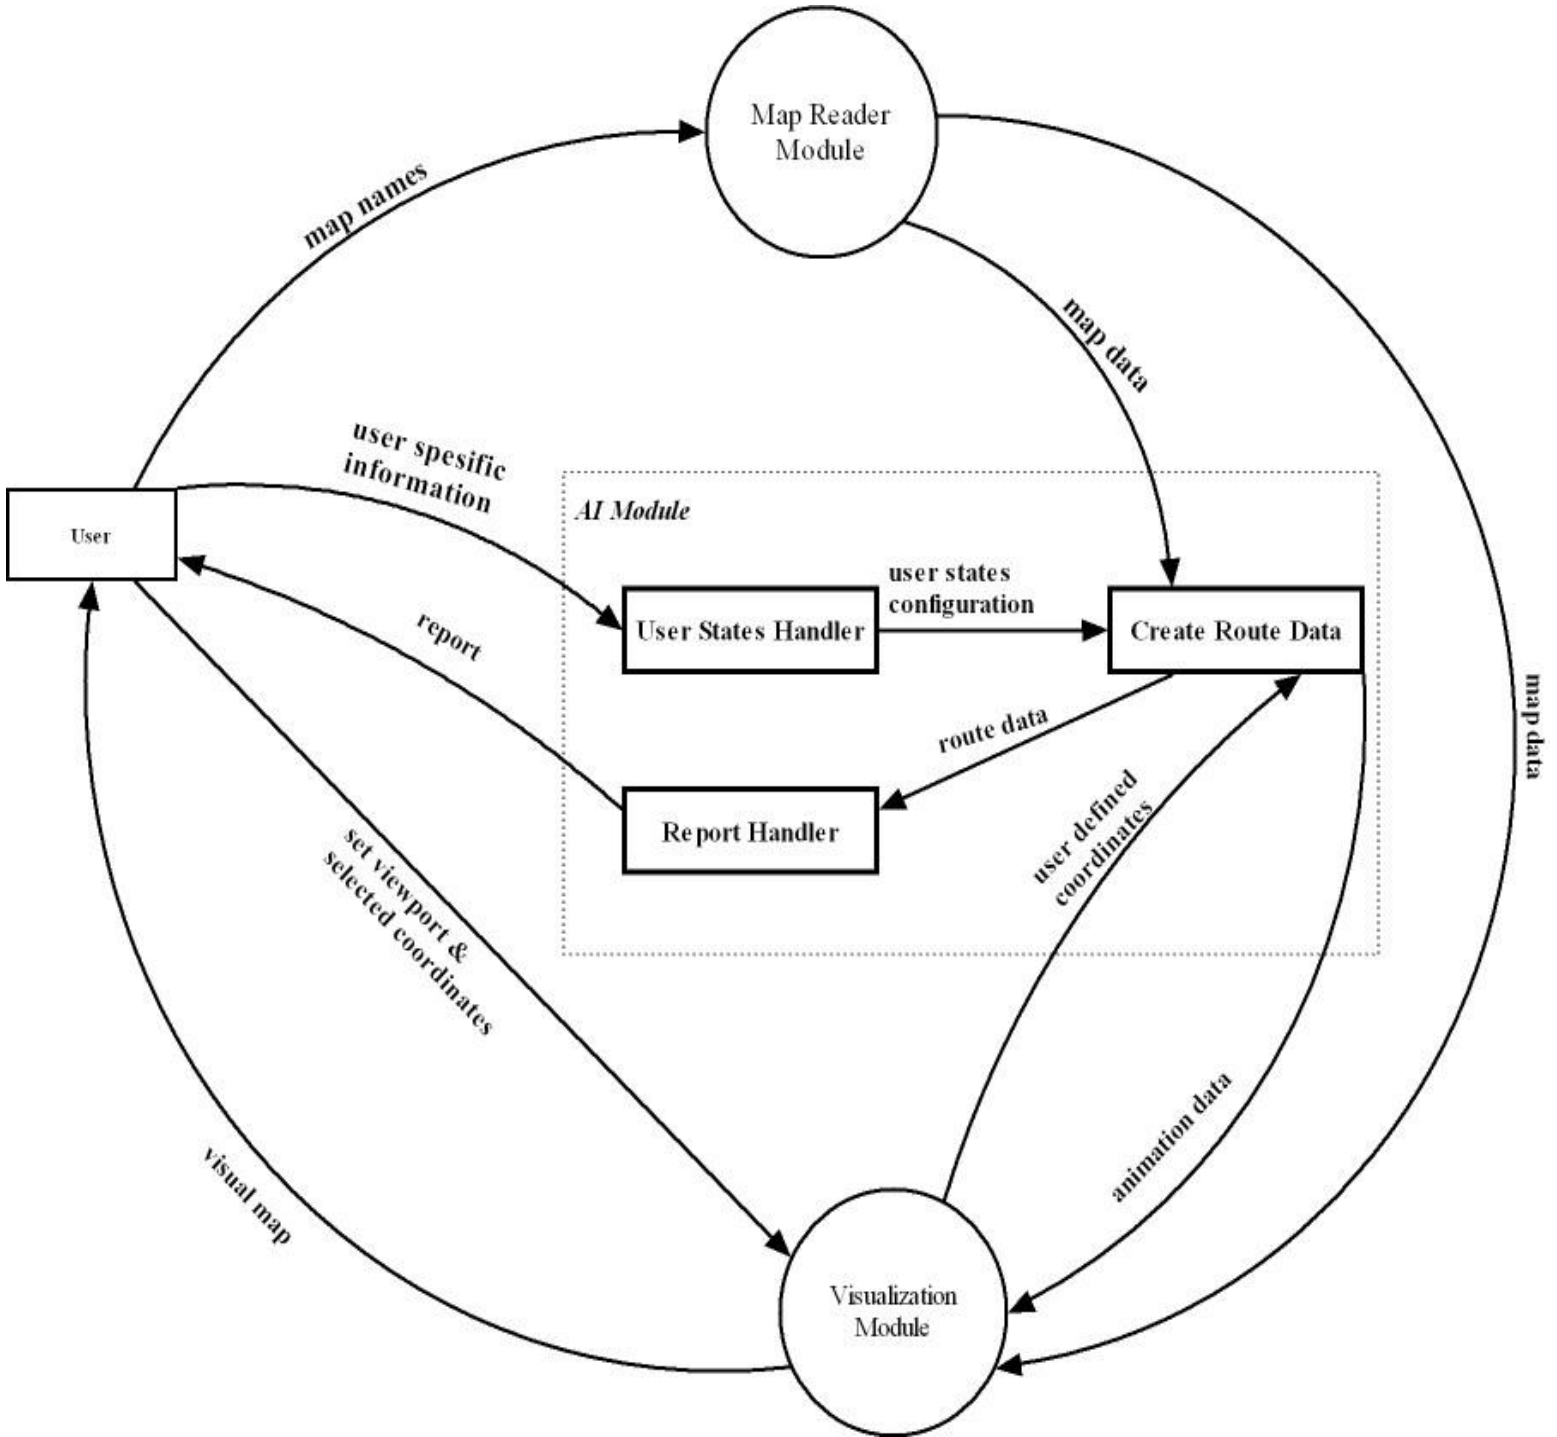 Map Reader
Module
map names
map data
user spesific
information
AI Module
User
user states
configuration
User States Handler
Create Route Data
report
map data
route data
user defined
coordinates
Report Handler
set viewport &
selected coordinates
animation data
visual map
Visualization
Module